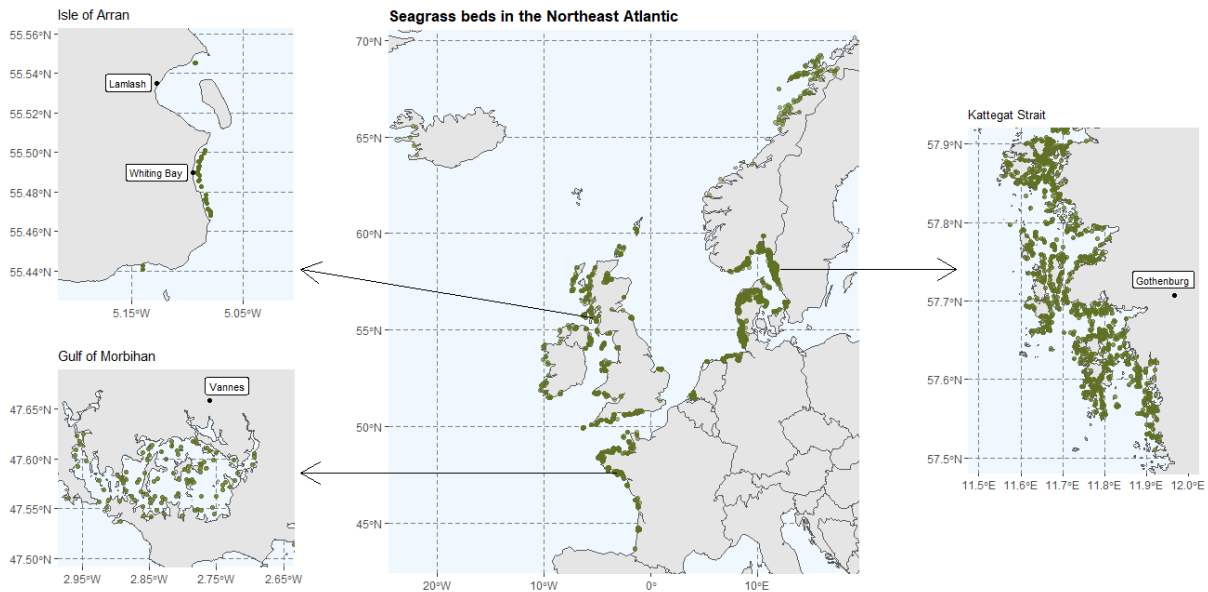 Isle of Arran
55.56°N
55.54°N
55.52°N
55.50°N
55.48°N
55.46°N
55.44°N
Lamlash
Whiting Bay
5.15°W
5.05°W
Gulf of Morbihan
47.65°N
47.60°N
47.55°N
47.50°N
Vannes
2.95°W
2.85°W
2.75°W
2.65°W
Seagrass beds in the Northeast Atlantic
70°N
65°N
60°N
55°N
50°N
45°N
20°W
10°W
0°
10°E
Kattegat Strait
57.9°N
57.8°N
57.7°N
57.6°N
57.5°N
Gothenburg
11.5°E
11.6°E
11.7°E
11.8°E
11.9°E
12.0°E